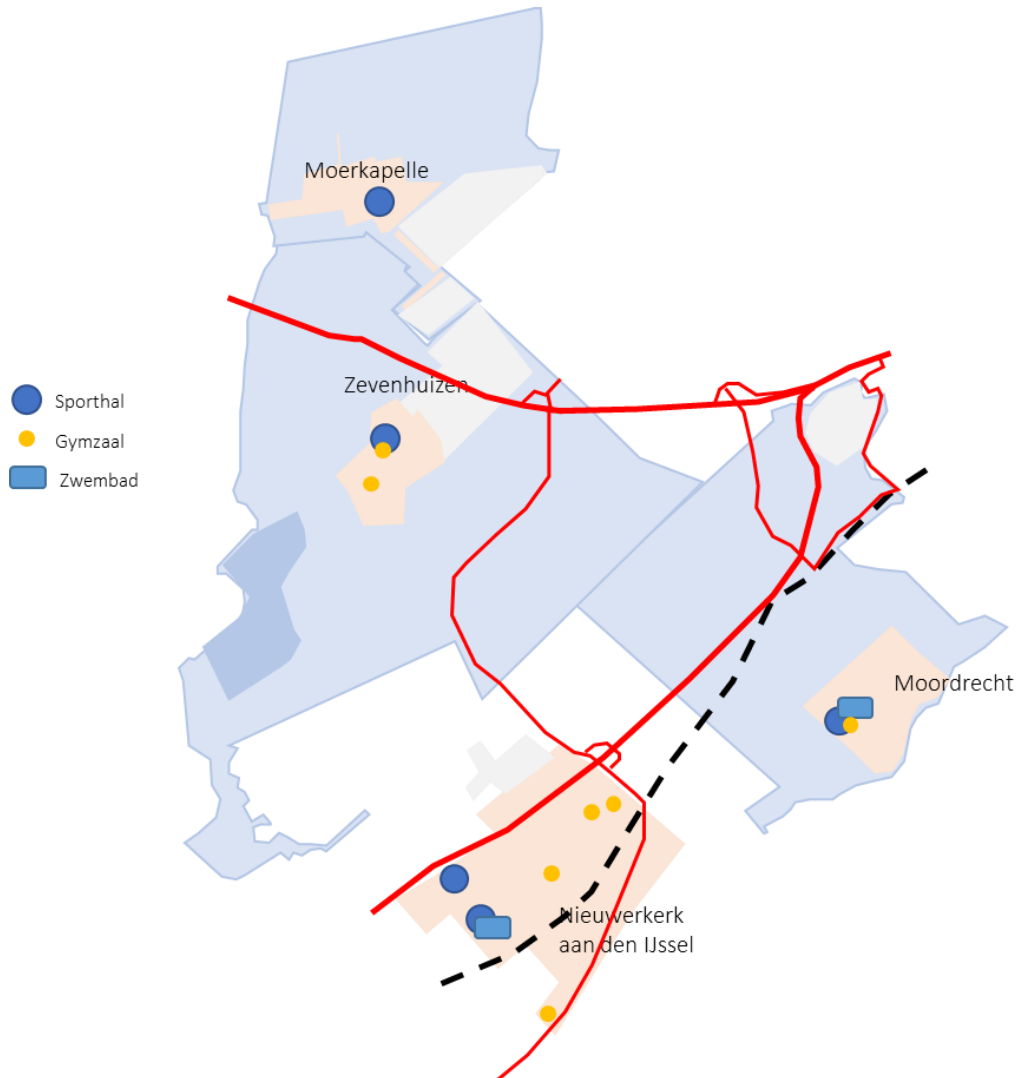 Moerkapelle
Zevenhuizen
Sporthal
Gymzaal
Zwembad
Moordrecht
Nieuwerkerk
aan den IJssel